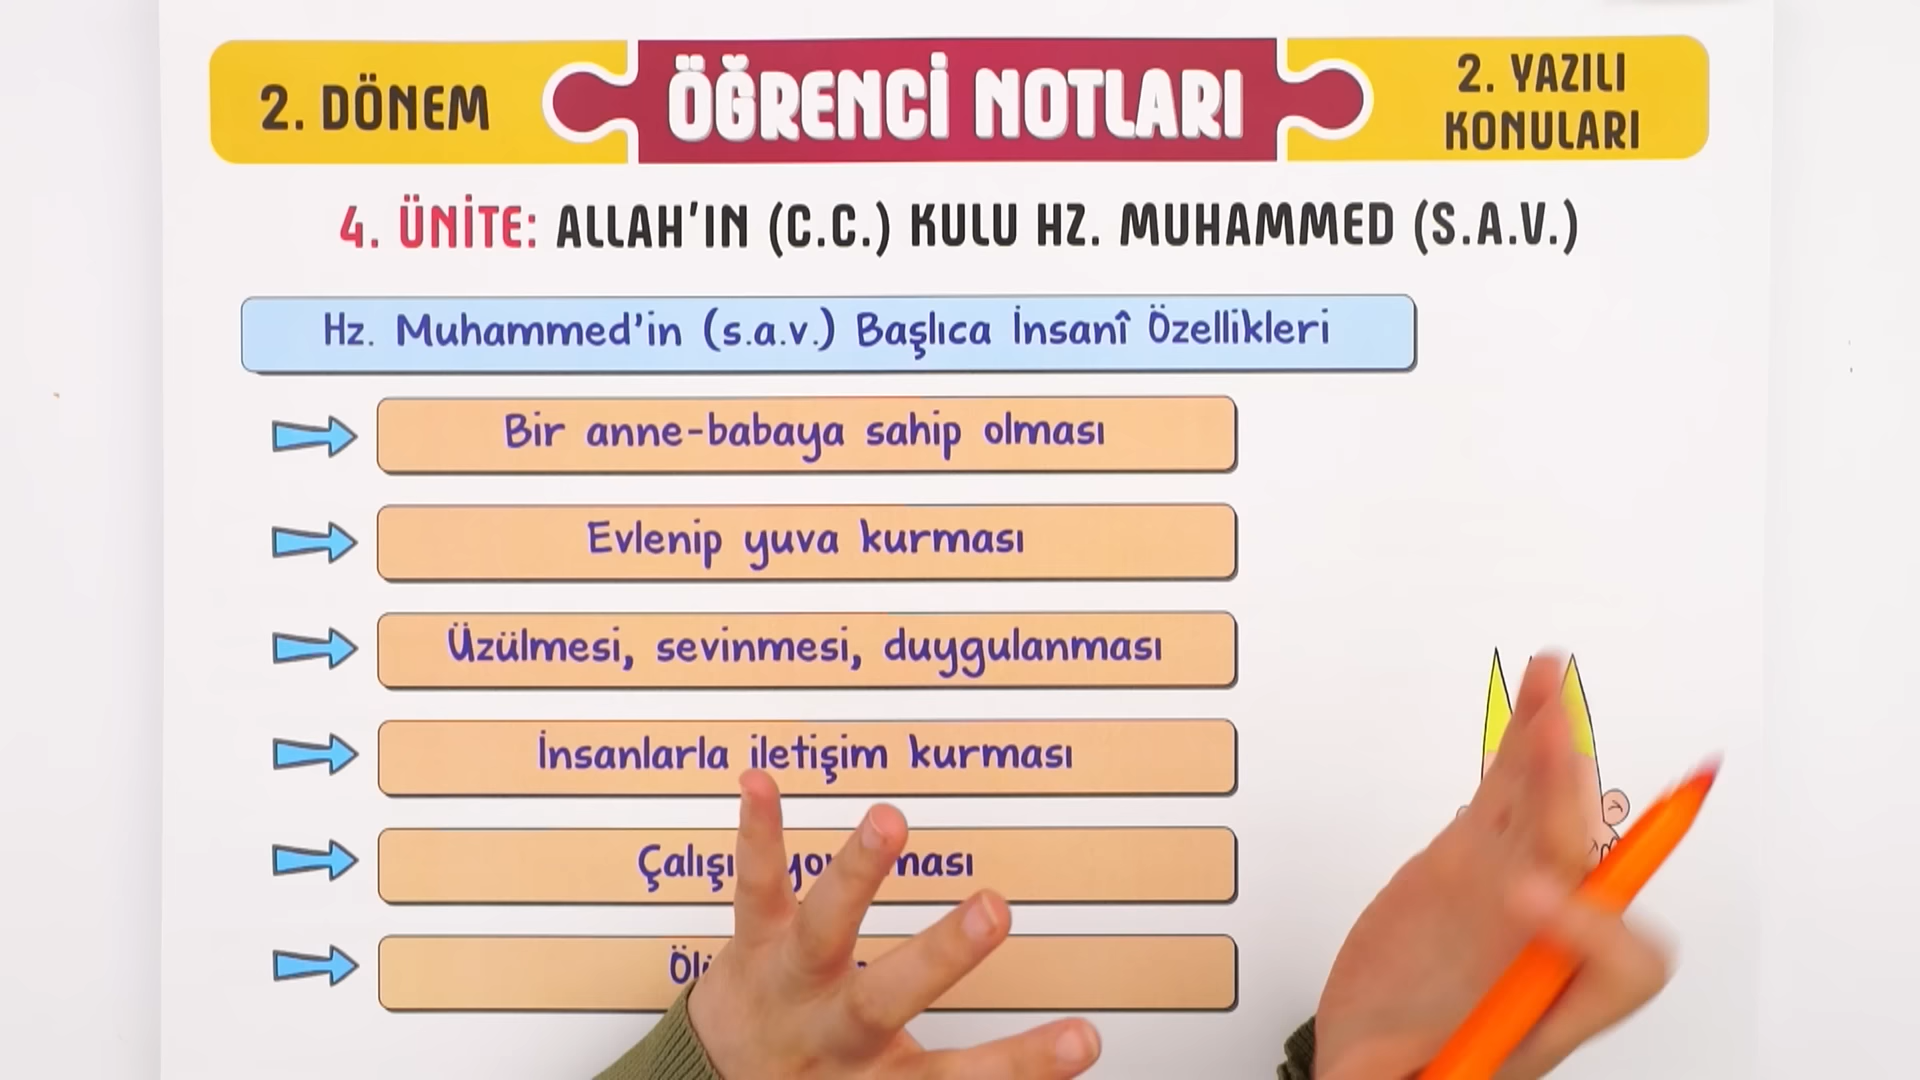 2. DÖNEM
ÖĞRENCİ NOTLARI
2. YAZILI
KONULARI
4. ÜNİTE: ALLAH'IN (C.C.) KULU HZ. MUHAMMED (S.A.V.)
Hz. Muhammed'in (s.a.v.) Başlıca İnsanî Özellikleri
Bir anne-babaya sahip olması
Evlenip yuva kurması
Üzülmesi, sevinmesi, duygulanması
İnsanlarla iletişim kurması